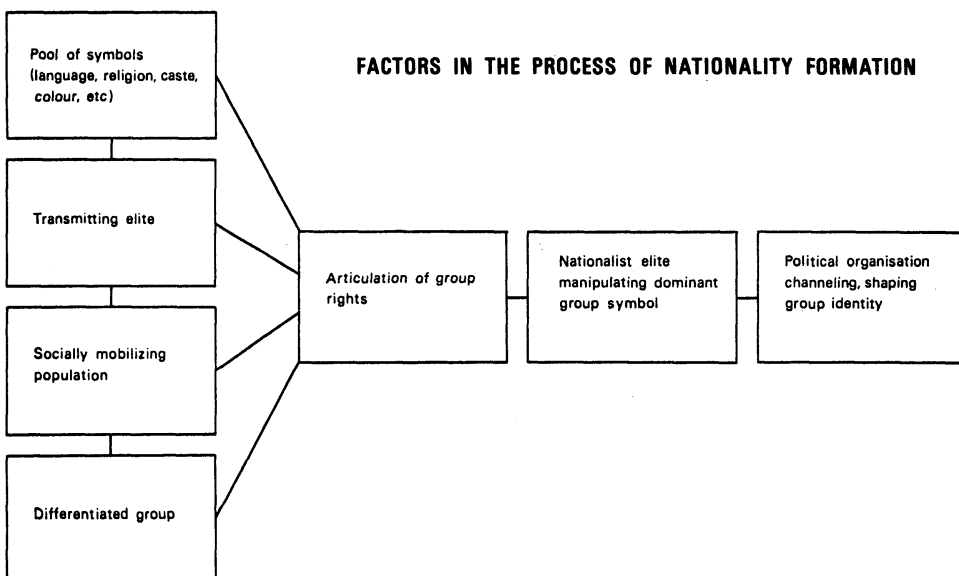 FACTORS IN THE PROCESS OF NATIONALITY FORMATION
Pool of symbols
(language, religion, caste,
colour, etc)
Transmitting elite
Socially mobilizing
population
Differentiated group
Articulation of group
rights
Nationalist elite
manipulating dominant
group symbol
Political organisation
channeling, shaping
group identity